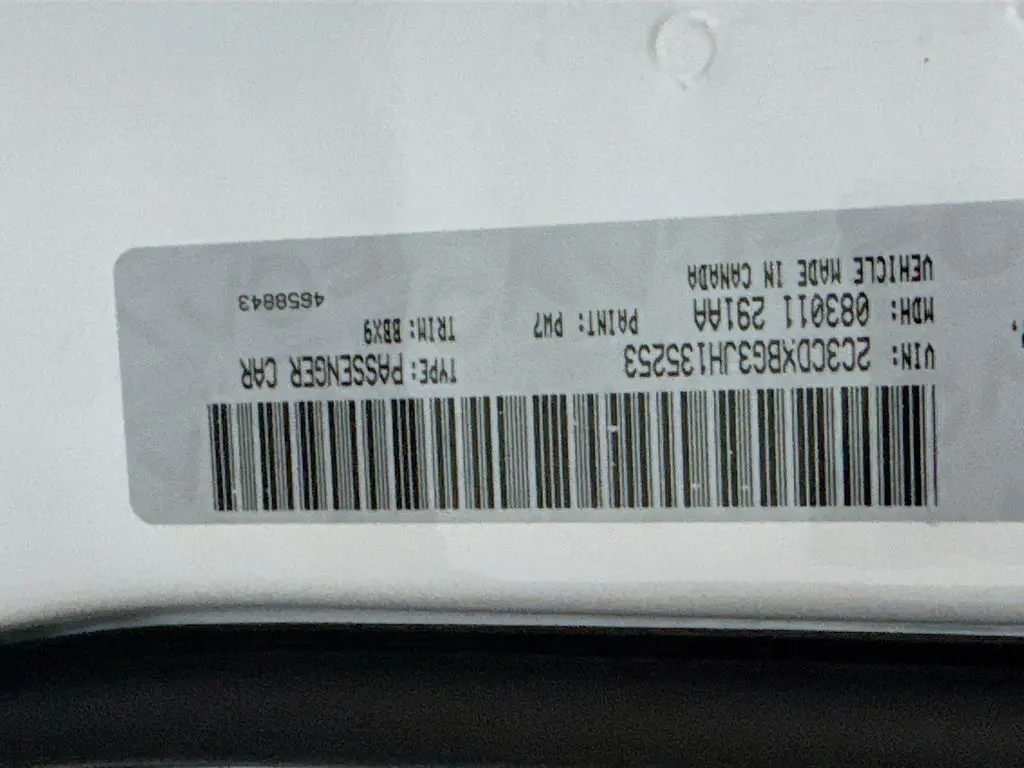 VIN: 2C3CDXBG3JH135253 TYPE: PASSENGER CAR
MDH: 083011 291AA PAINT: PW7 TRIM: BBX9
VEHICLE MADE IN CANADA 4658843